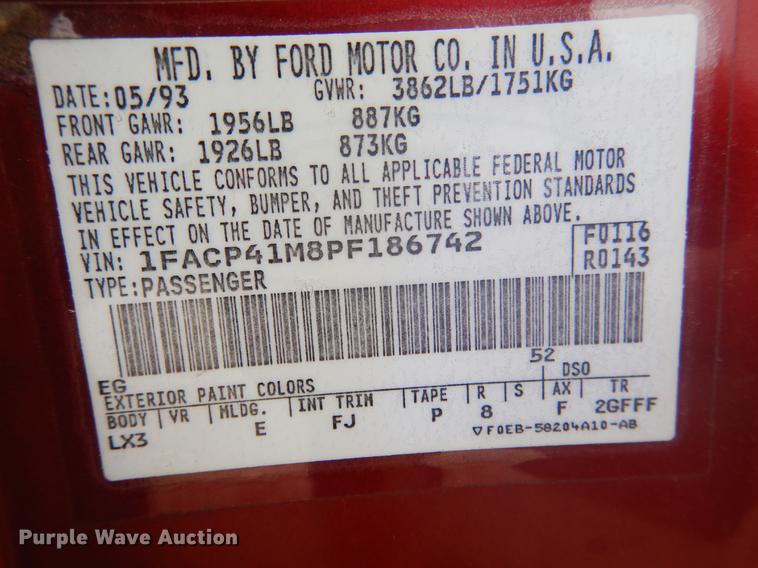 MFD. BY FORD MOTOR CO. IN U.S.A.
DATE: 05/93 GVWR: 3862LB/1751KG
FRONT GAWR: 1956LB 887KG
REAR GAWR: 1926LB 873KG
THIS VEHICLE CONFORMS TO ALL APPLICABLE FEDERAL MOTOR
VEHICLE SAFETY, BUMPER, AND THEFT PREVENTION STANDARDS
IN EFFECT ON THE DATE OF MANUFACTURE SHOWN ABOVE.
VIN: 1FACP41M8PF186742 F0116
TYPE: PASSENGER R0143
52
EG DSO
EXTERIOR PAINT COLORS
BODY VR MLDG. INT TRIM TAPE R S AX TR
LX3 E FJ P 8 F 2GFFF
▽F0EB-58204A10-AB
Purple Wave Auction